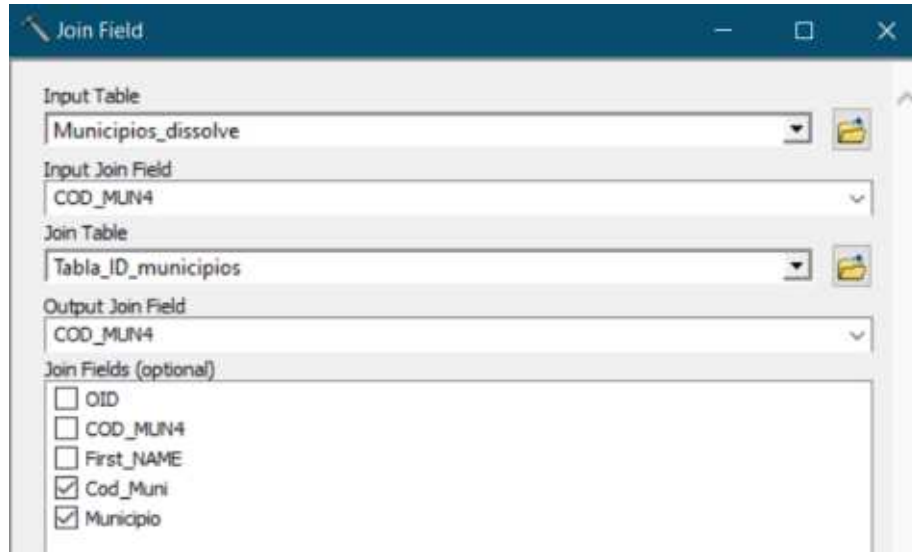 Join Field
Input Table
Municipios_dissolve
Input Join Field
COD_MUN4
Join Table
Tabla_ID_municipios
Output Join Field
COD_MUN4
Join Fields (optional)
OID
COD_MUN4
First_NAME
Cod_Muni
Municipio